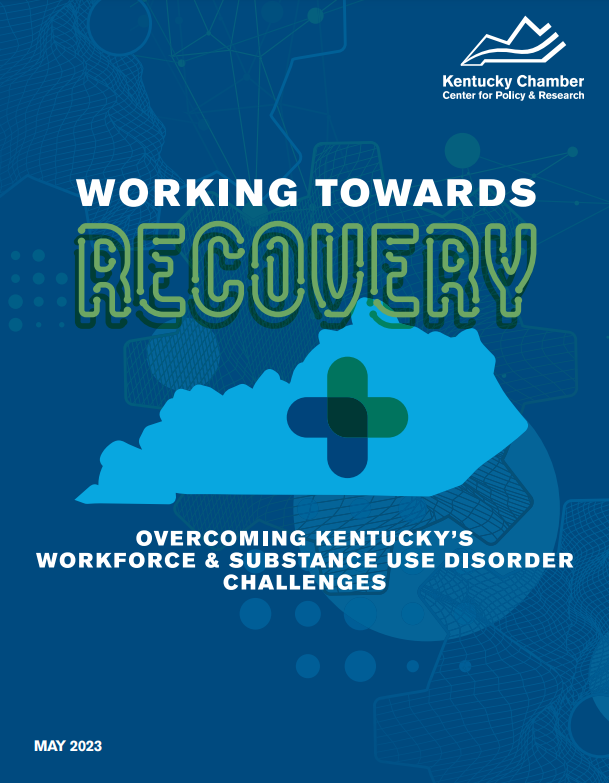 Kentucky Chamber
Center for Policy & Research
WORKING TOWARDS
RECOVERY
OVERCOMING KENTUCKY'S
WORKFORCE & SUBSTANCE USE DISORDER
CHALLENGES
MAY 2023